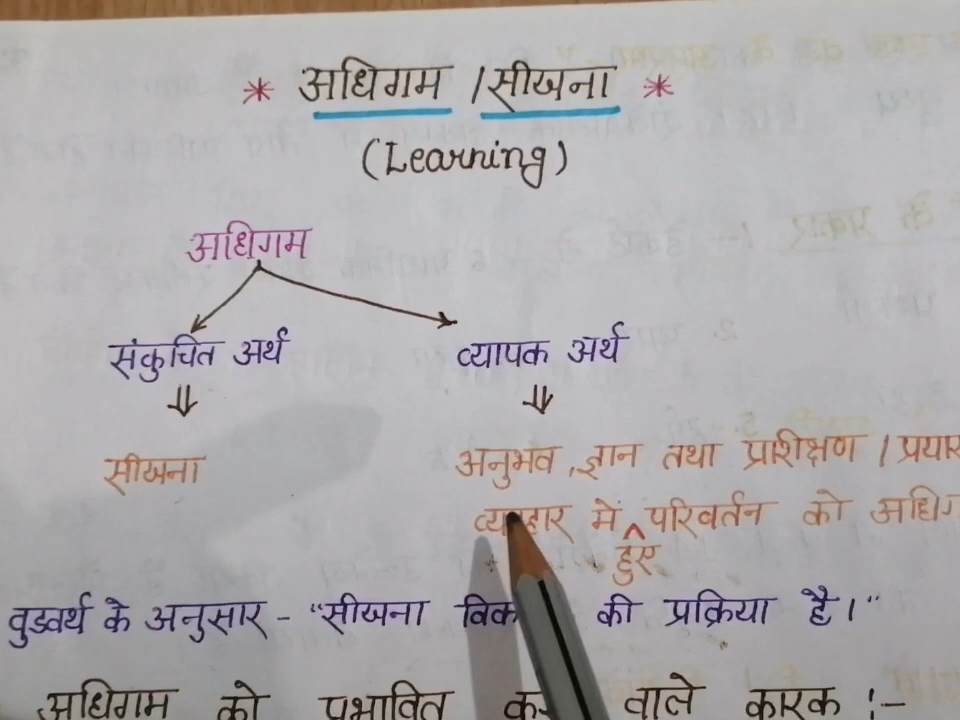 * अधिगम / सीखना *
(Learning)
अधिगम
संकुचित अर्थ व्यापक अर्थ
सीखना अनुभव, ज्ञान तथा प्रशिक्षण /
में परिवर्तन को
हुए
वुडवर्थ के अनुसार - "सीखना की प्रक्रिया है।"
अधिगम को प्रभावित वाले कारक :-